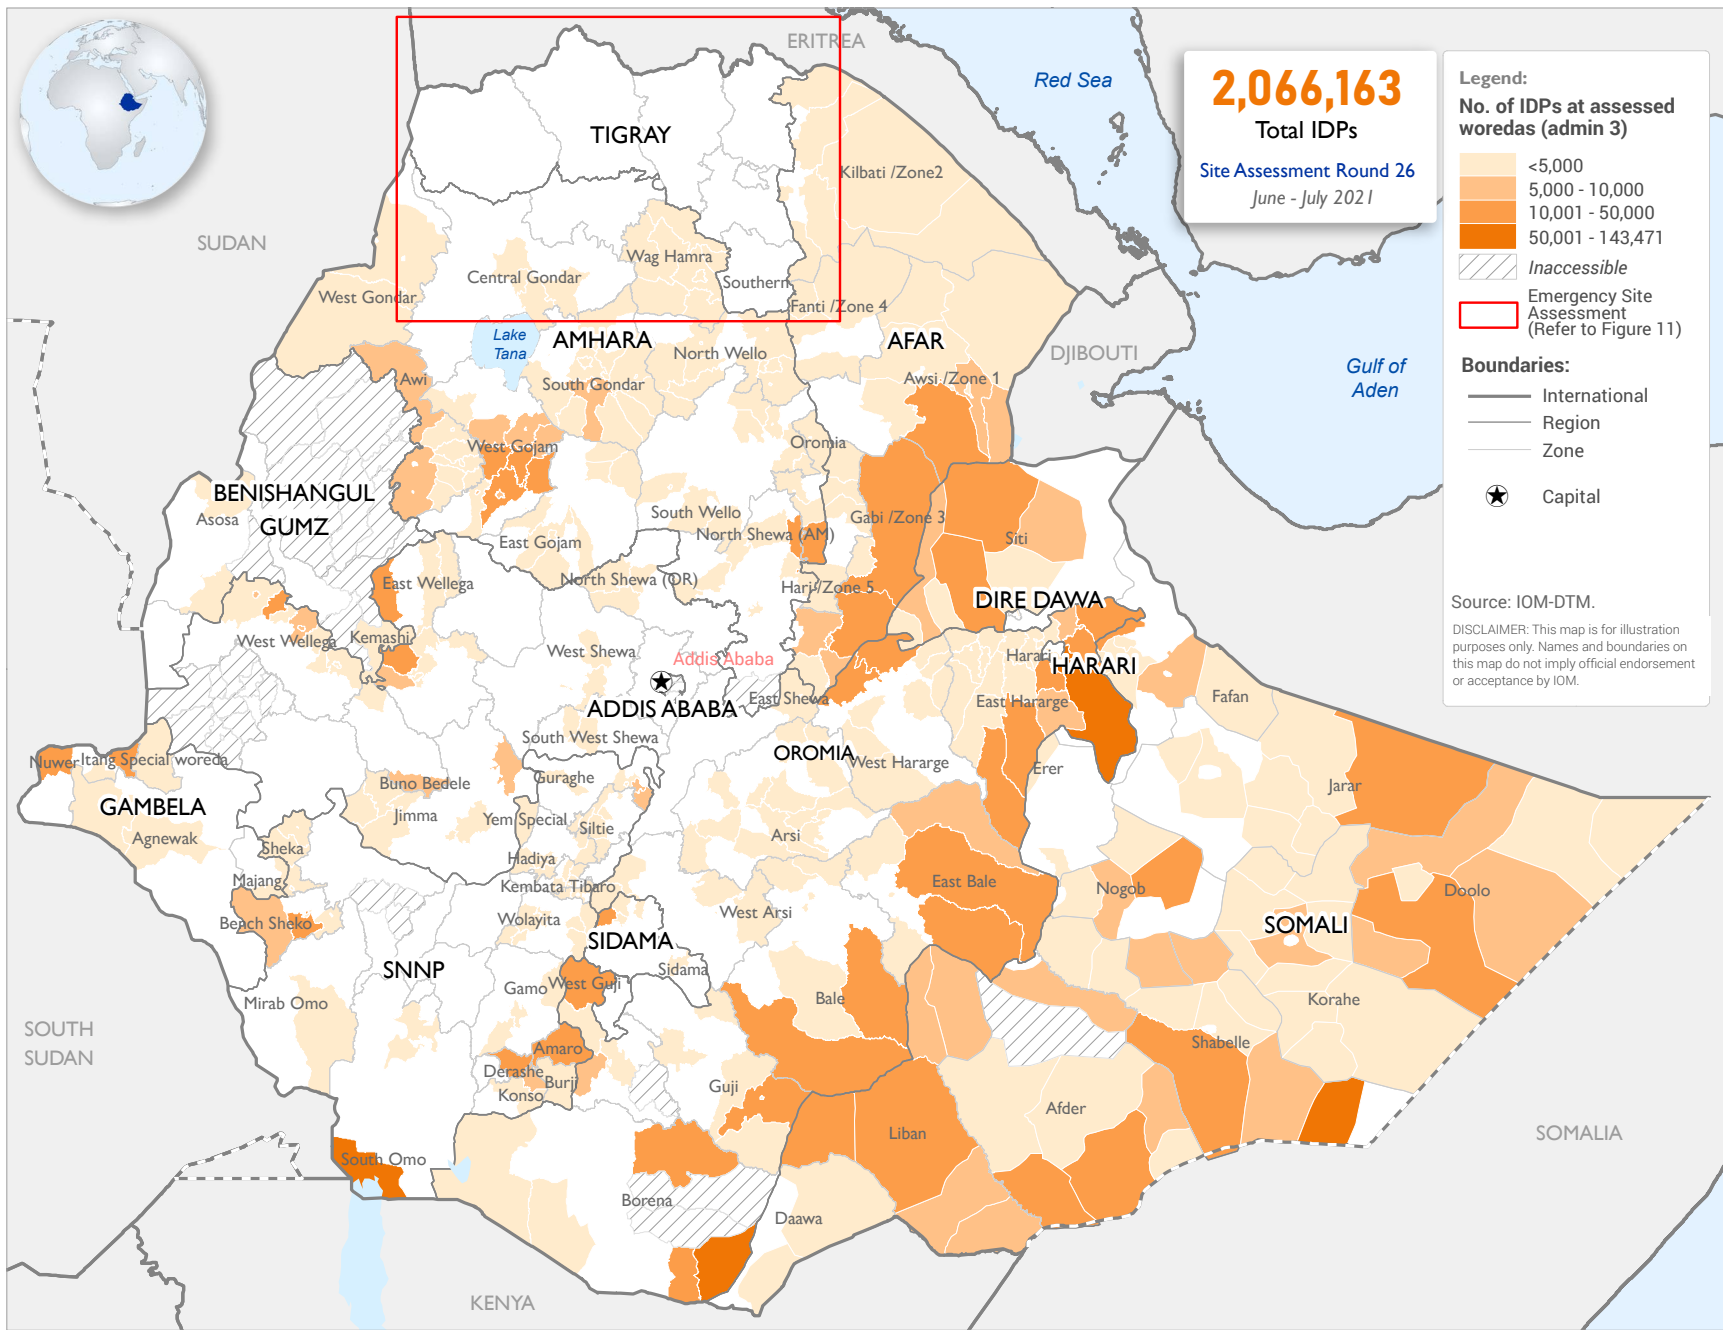 ERITREA
Red Sea
2,066,163
Total IDPs
Site Assessment Round 26
June - July 2021
Legend:
No. of IDPs at assessed
woredas (admin 3)
<5,000
5,000 - 10,000
10,001 - 50,000
50,001 - 143,471
Inaccessible
Emergency Site
Assessment
(Refer to Figure 11)
Boundaries:
International
Region
Zone
Capital
Source: IOM-DTM.
DISCLAIMER: This map is for illustration
purposes only. Names and boundaries on
this map do not imply official endorsement
or acceptance by IOM.
TIGRAY
Kilbati /Zone2
SUDAN
Wag Hamra
Central Gondar
Southern
West Gondar
Fanti /Zone 4
Lake
Tana
AMHARA
AFAR
North Wello
DJIBOUTI
Gulf of
Aden
Awi
South Gondar
Awsi /Zone 1
West Gojam
Oromia
BENISHANGUL
GUMZ
Asosa
South Wello
Gabi /Zone 3
North Shewa (AM)
East Gojam
Siti
East Wellega
North Shewa (OR)
Hari /Zone 5
DIRE DAWA
West Wellega
Kemashi
West Shewa
Addis Ababa
Harari
HARARI
East Shewa
ADDIS ABABA
East Hararge
Fafan
South West Shewa
OROMIA
West Hararge
Nuwer
Itang Special woreda
Erer
Guraghe
Buno Bedele
Jarar
GAMBELA
Jimma
Yem Special
Siltie
Agnewak
Arsi
Sheka
Hadiya
Majang
Kembata Tibaro
East Bale
Nogob
Doolo
Bench Sheko
Wolayita
West Arsi
SOMALI
SIDAMA
SNNP
Sidama
Gamo
West Guji
Mirab Omo
Bale
Korahe
SOUTH
SUDAN
Shabelle
Amaro
Derashe
Burji
Konso
Guji
Afder
Liban
SOMALIA
South Omo
Borena
Daawa
KENYA